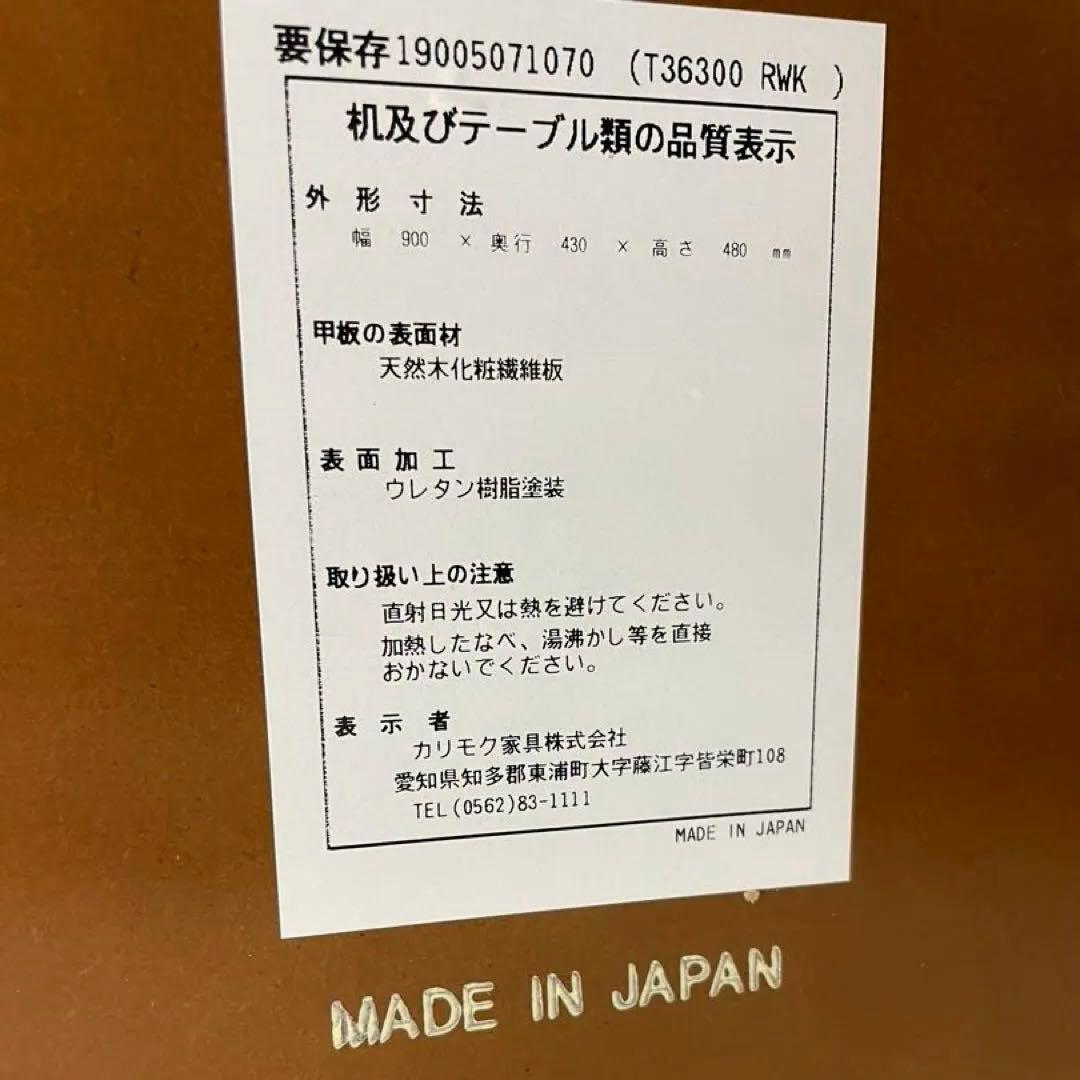 要保存19005071070 (T36300 RWK )
机及びテーブル類の品質表示
外形寸法
幅 900 × 奥行 430 × 高さ 480 mm
甲板の表面材
天然木化粧繊維板
表面加工
ウレタン樹脂塗装
取り扱い上の注意
直射日光又は熱を避けてください。
加熱したなべ、湯沸かし等を直接
おかないでください。
表示者
カリモク家具株式会社
愛知県知多郡東浦町大字藤江字皆栄町108
TEL(0562)83-1111
MADE IN JAPAN
MADE IN JAPAN